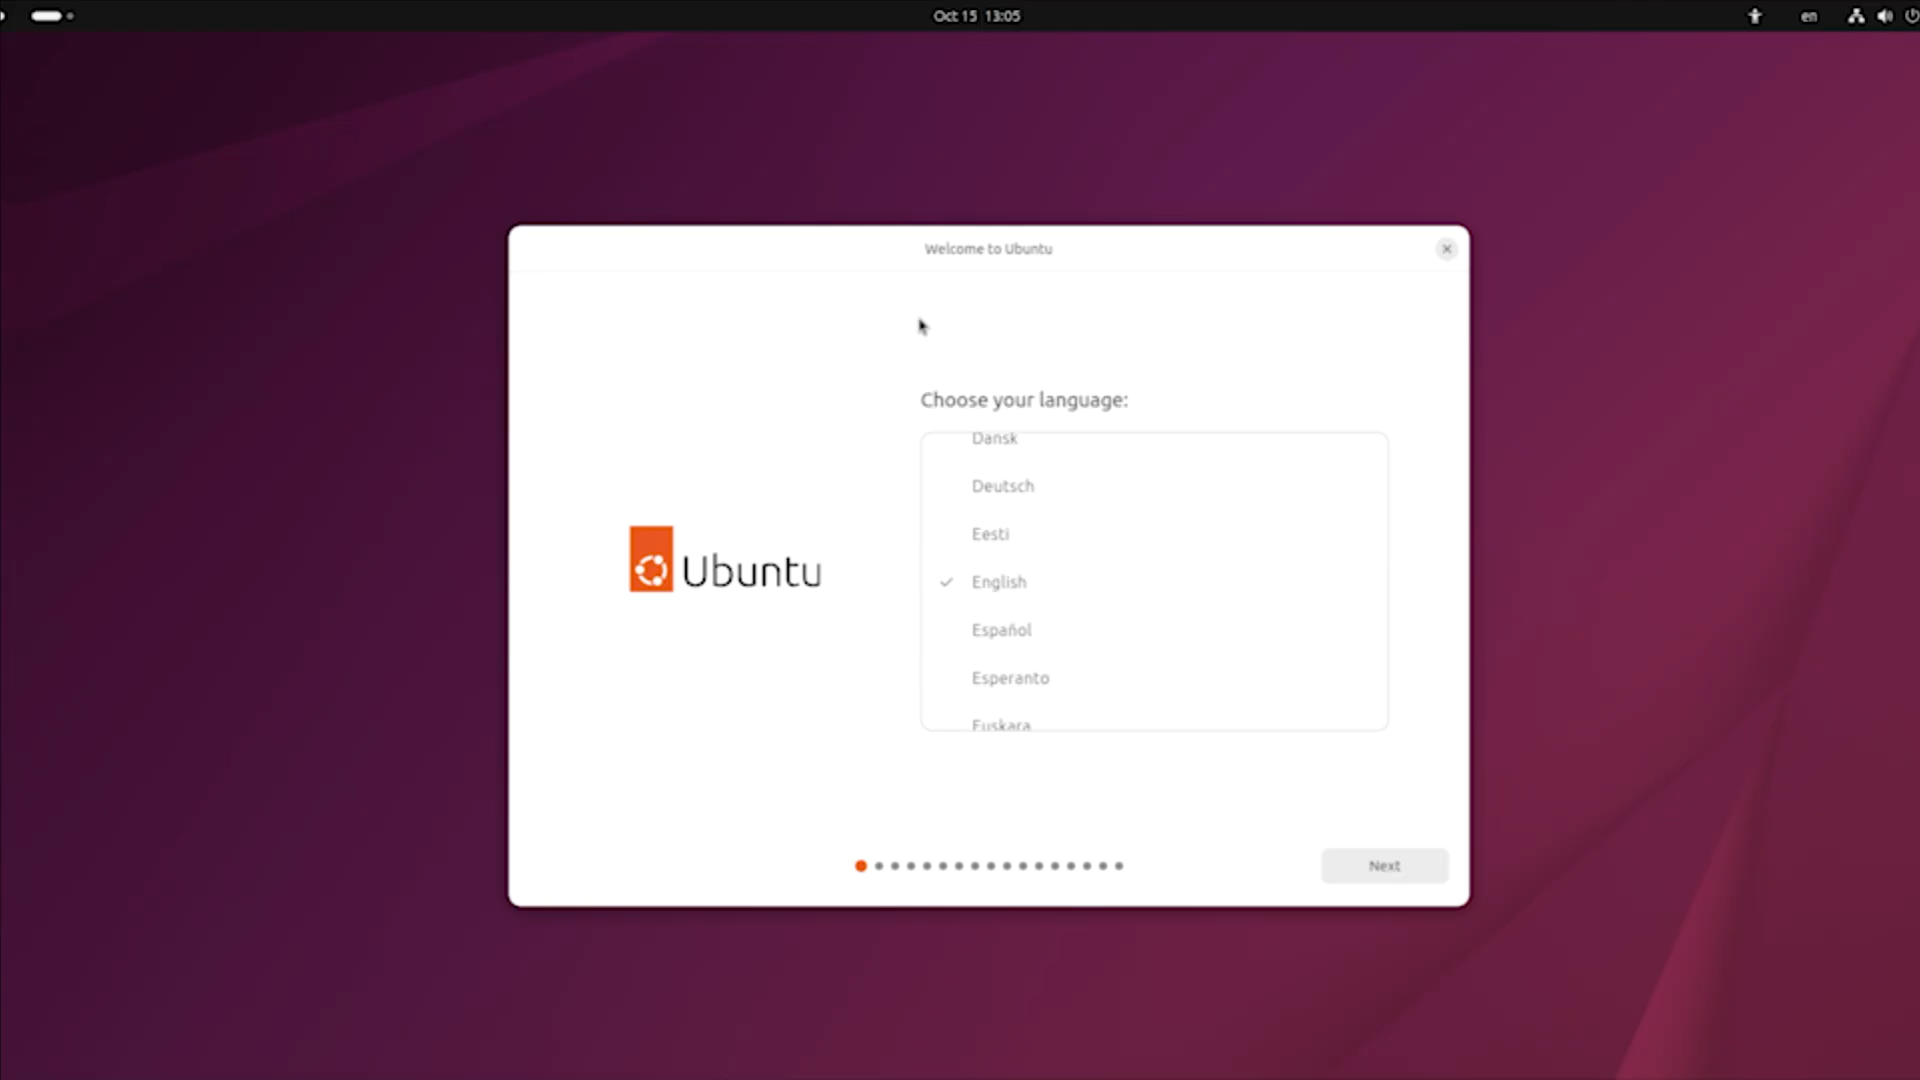 Oct 15 13:05
en
Welcome to Ubuntu
Choose your language:
Dansk
Deutsch
Eesti
English
Español
Esperanto
Euskara
Ubuntu
Next